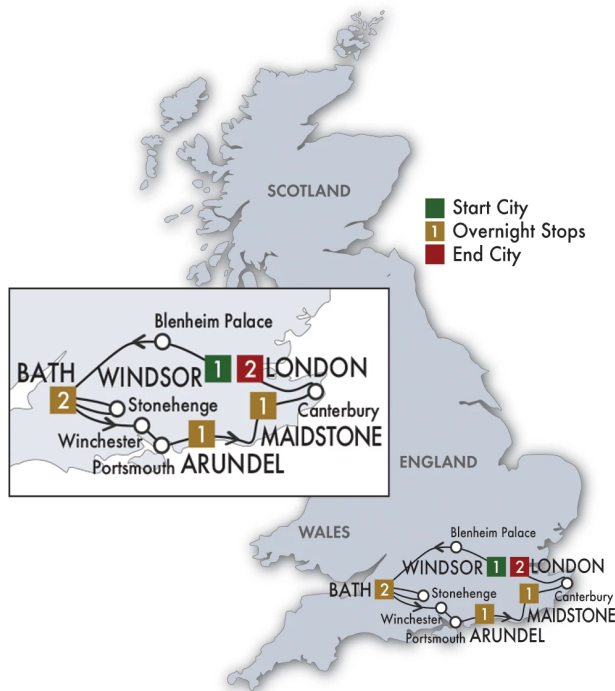 SCOTLAND
Start City
1 Overnight Stops
End City
Blenheim Palace
BATH
WINDSOR 1 2 LONDON
2
Stonehenge
1
Canterbury
Winchester
1
MAIDSTONE
Portsmouth ARUNDEL
ENGLAND
WALES
Blenheim Palace
WINDSOR 1 2 LONDON
BATH 2
Stonehenge
1
Canterbury
Winchester
1
MAIDSTONE
Portsmouth ARUNDEL